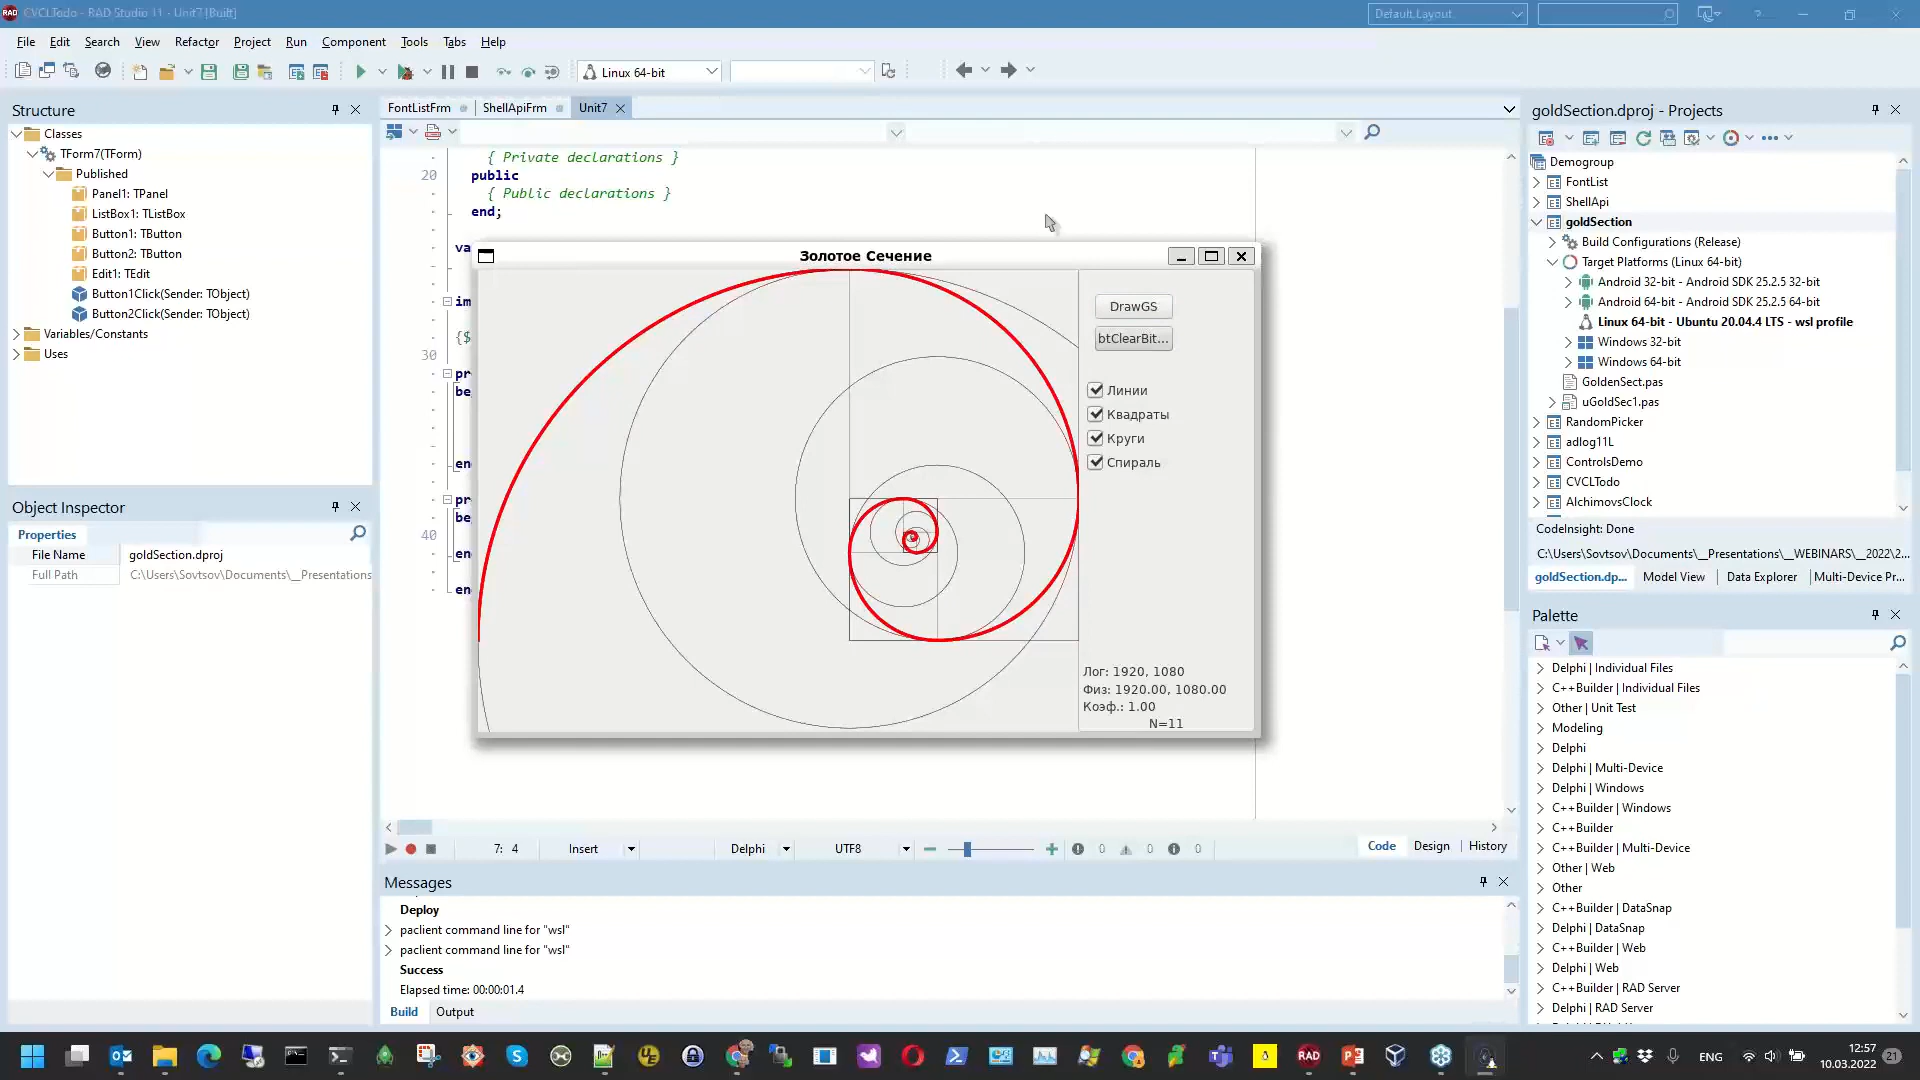 CVCLTodo - RAD Studio 11 - Unit7 [Built]
Default Layout
File Edit Search View Refactor Project Run Component Tools Tabs Help
Linux 64-bit
Structure
Classes
TForm7(TForm)
Published
Panel1: TPanel
ListBox1: TListBox
Button1: TButton
Button2: TButton
Edit1: TEdit
Button1Click(Sender: TObject)
Button2Click(Sender: TObject)
Variables/Constants
Uses
Object Inspector
Properties
File Name goldSection.dproj
Full Path C:\Users\Sovtsov\Documents\__Presentations
FontListFrm ShellApiFrm Unit7
{ Private declarations }
20 public
{ Public declarations }
end;
va
im
{$
30
pr
be
en
pr
be
40
en
en
Золотое Сечение
DrawGS
btClearBit...
Линии
Квадраты
Круги
Спираль
Лог: 1920, 1080
Физ: 1920.00, 1080.00
Коэф.: 1.00
N=11
7: 4 Insert Delphi UTF8 0 0 0 Code Design History
Messages
Deploy
paclient command line for "wsl"
paclient command line for "wsl"
Success
Elapsed time: 00:00:01.4
Build Output
goldSection.dproj - Projects
Demogroup
FontList
ShellApi
goldSection
Build Configurations (Release)
Target Platforms (Linux 64-bit)
Android 32-bit - Android SDK 25.2.5 32-bit
Android 64-bit - Android SDK 25.2.5 64-bit
Linux 64-bit - Ubuntu 20.04.4 LTS - wsl profile
Windows 32-bit
Windows 64-bit
GoldenSect.pas
uGoldSec1.pas
RandomPicker
adlog11L
ControlsDemo
CVCLTodo
AlchimovsClock
CodeInsight: Done
C:\Users\Sovtsov\Documents\__Presentations\__WEBINARS\__2022\2...
goldSection.dp... Model View Data Explorer Multi-Device Pr...
Palette
Delphi | Individual Files
C++Builder | Individual Files
Other | Unit Test
Modeling
Delphi
Delphi | Multi-Device
Delphi | Windows
C++Builder | Windows
C++Builder
C++Builder | Multi-Device
Other | Web
Other
C++Builder | DataSnap
Delphi | DataSnap
C++Builder | Web
Delphi | Web
C++Builder | RAD Server
Delphi | RAD Server
ENG
12:57
10.03.2022
21